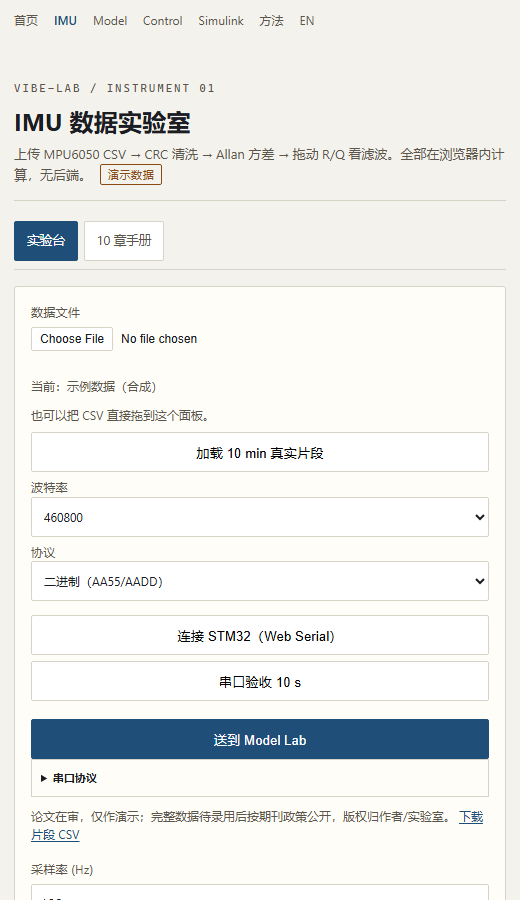 首页 IMU Model Control Simulink 方法 EN
VIBE-LAB / INSTRUMENT 01
IMU 数据实验室
上传 MPU6050 CSV → CRC 清洗 → Allan 方差 → 拖动 R/Q 看滤波。全部在浏览器内计
算，无后端。 演示数据
实验台 10 章手册
数据文件
Choose File No file chosen
当前：示例数据（合成）
也可以把 CSV 直接拖到这个面板。
加载 10 min 真实片段
波特率
460800
协议
二进制（AA55/AADD）
连接 STM32（Web Serial）
串口验收 10 s
送到 Model Lab
▶ 串口协议
论文在审，仅作演示；完整数据待录用后按期刊政策公开，版权归作者/实验室。 下载
片段 CSV
采样率 (Hz)